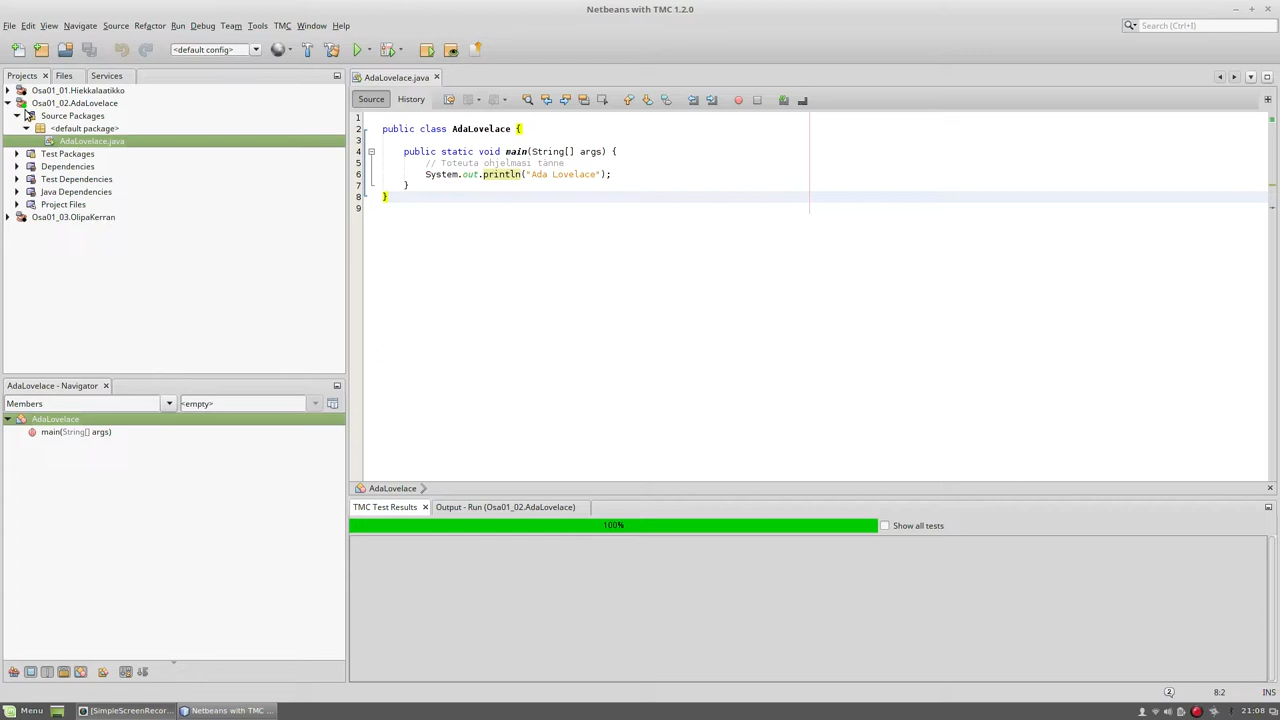 Netbeans with TMC 1.2.0
File Edit View Navigate Source Refactor Run Debug Team Tools TMC Window Help
Search (Ctrl+I)
<default config>
Projects Files Services
Osa01_01.Hiekkalaatikko
Osa01_02.AdaLovelace
Source Packages
<default package>
AdaLovelace.java
Test Packages
Dependencies
Test Dependencies
Java Dependencies
Project Files
Osa01_03.OlipaKerran
AdaLovelace - Navigator
Members
<empty>
AdaLovelace
main(String[] args)
AdaLovelace.java
Source History
1
2 public class AdaLovelace {
3
4 public static void main(String[] args) {
5 // Toteuta ohjelmasi tänne
6 System.out.println("Ada Lovelace");
7 }
8 }
9
AdaLovelace
TMC Test Results Output - Run (Osa01_02.AdaLovelace)
100%
Show all tests
2 8:2 INS
Menu [SimpleScreenRecor... Netbeans with TMC ... 21:08